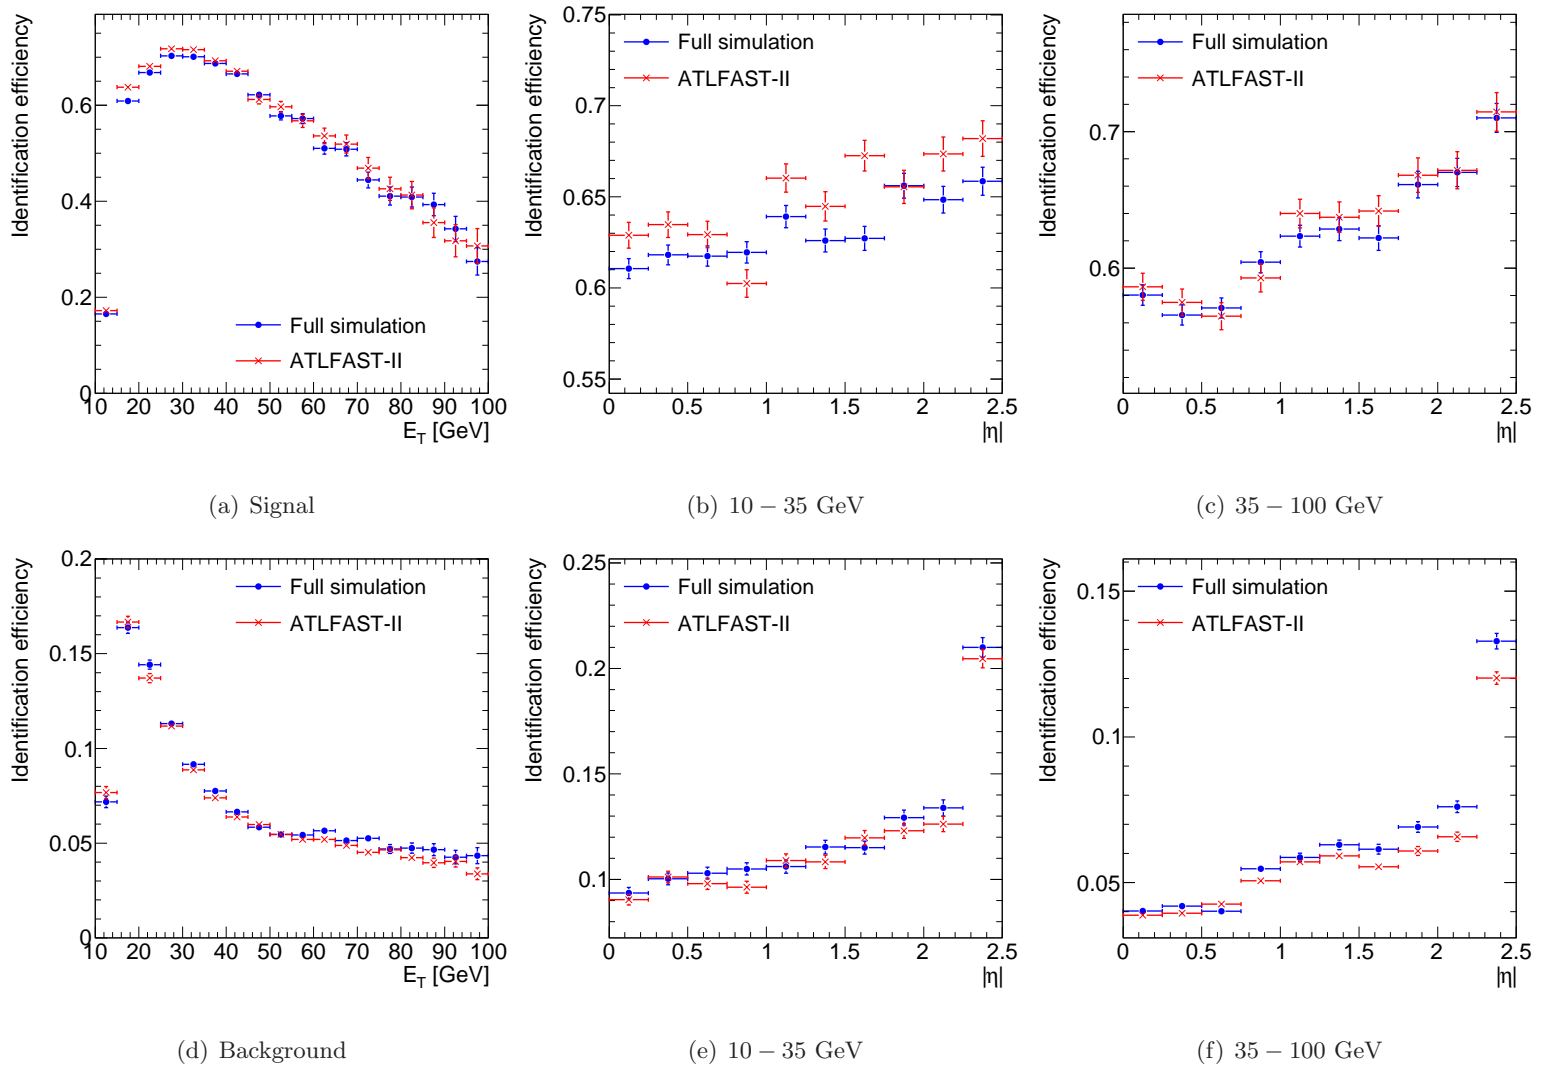 Identification efficiency
0.6
0.4
0.2
0
10 20 30 40 50 60 70 80 90 100
E_T [GeV]
Full simulation
ATLFAST-II
(a) Signal
Identification efficiency
0.75
0.7
0.65
0.6
0.55
0 0.5 1 1.5 2 2.5
|η|
Full simulation
ATLFAST-II
(b) 10 − 35 GeV
Identification efficiency
0.7
0.6
0 0.5 1 1.5 2 2.5
|η|
Full simulation
ATLFAST-II
(c) 35 − 100 GeV
Identification efficiency
0.2
0.15
0.1
0.05
0
10 20 30 40 50 60 70 80 90 100
E_T [GeV]
Full simulation
ATLFAST-II
(d) Background
Identification efficiency
0.25
0.2
0.15
0.1
0 0.5 1 1.5 2 2.5
|η|
Full simulation
ATLFAST-II
(e) 10 − 35 GeV
Identification efficiency
0.15
0.1
0.05
0 0.5 1 1.5 2 2.5
|η|
Full simulation
ATLFAST-II
(f) 35 − 100 GeV